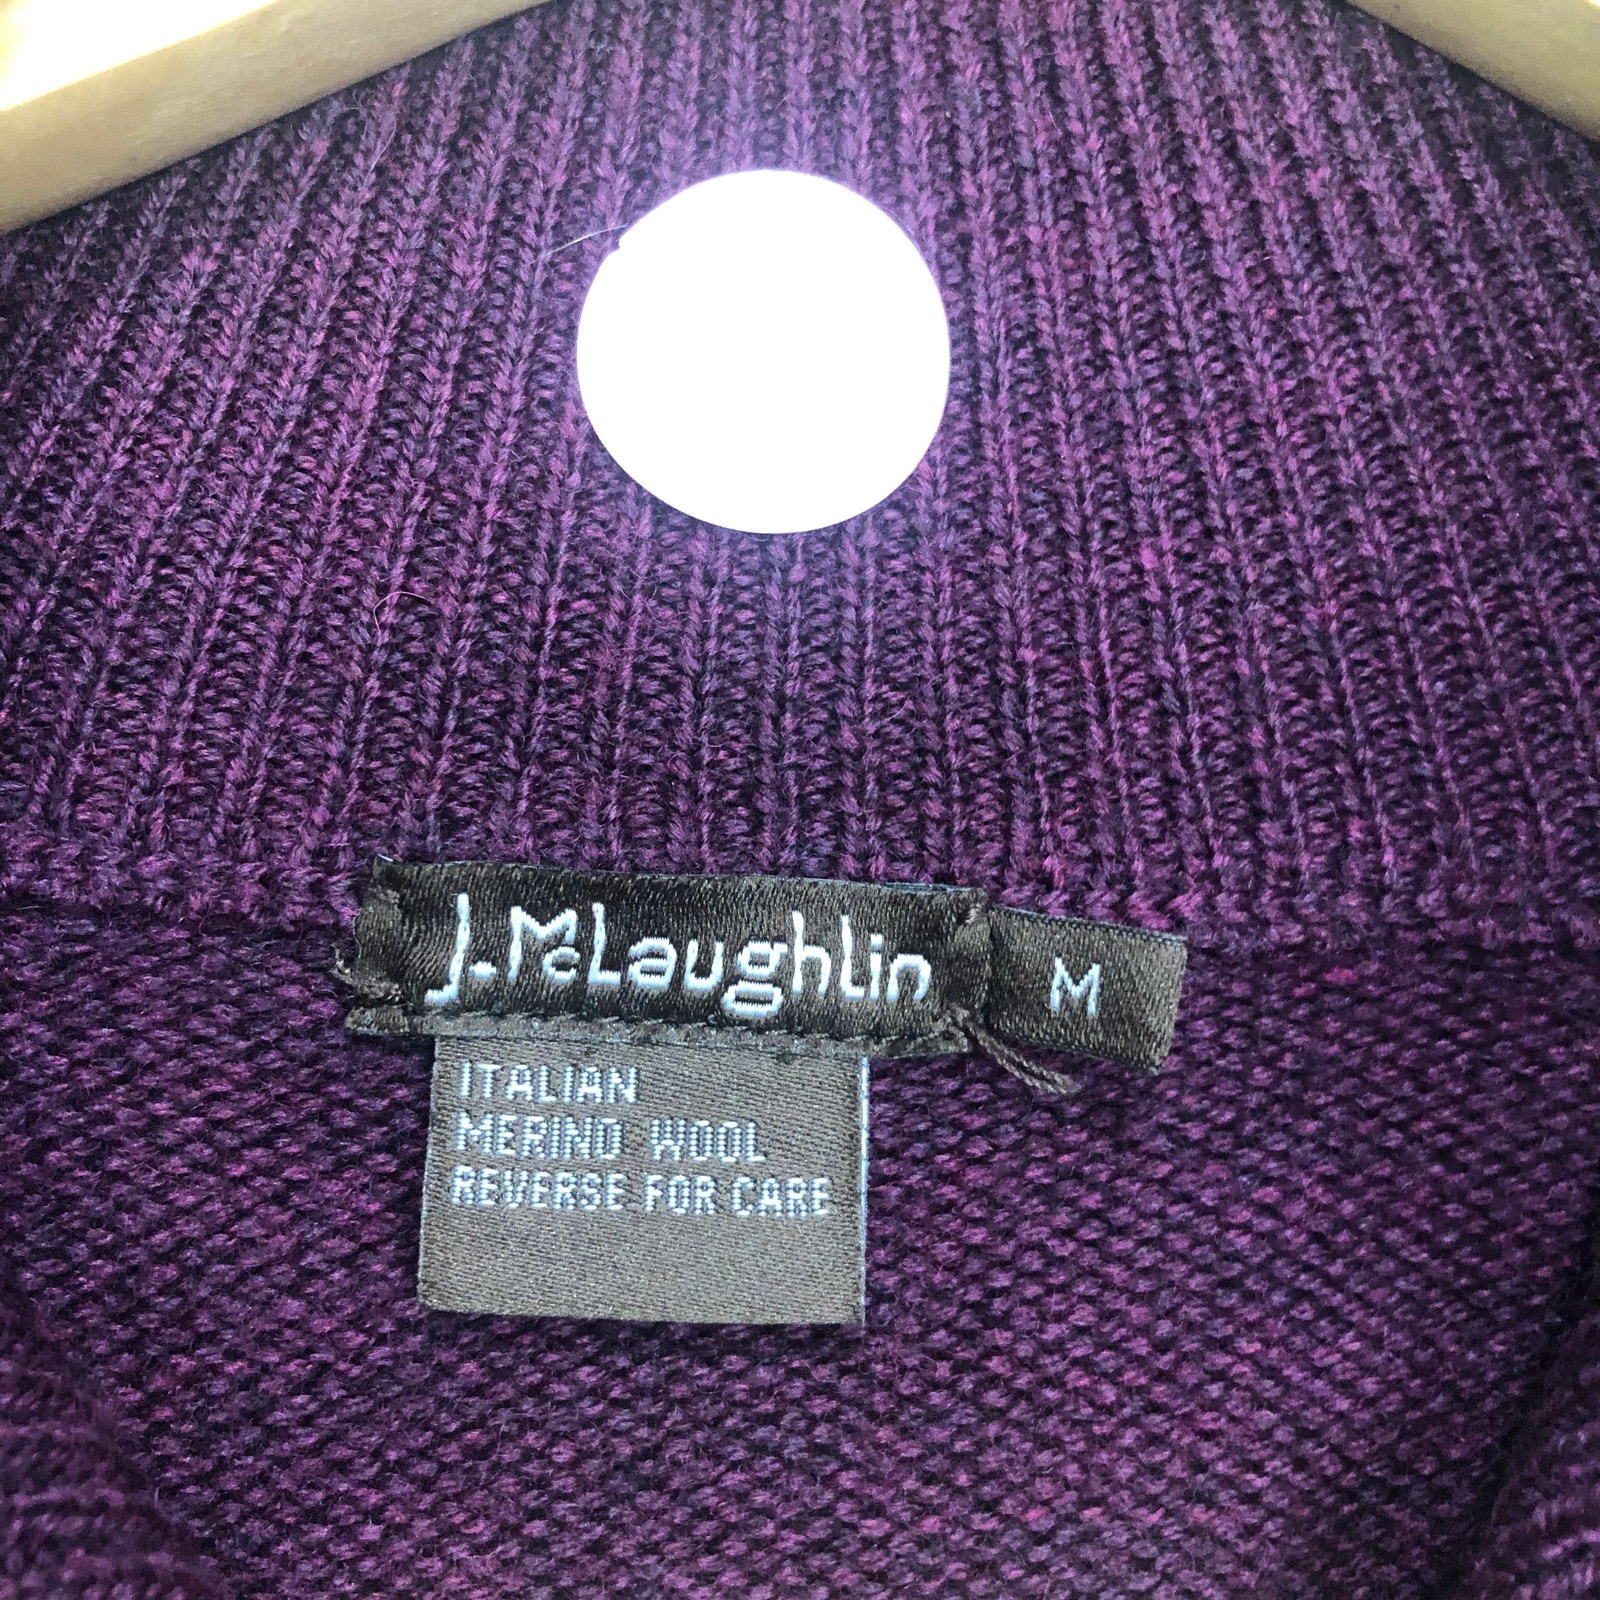 J.McLaughlin
M
ITALIAN
MERINO WOOL
REVERSE FOR CARE